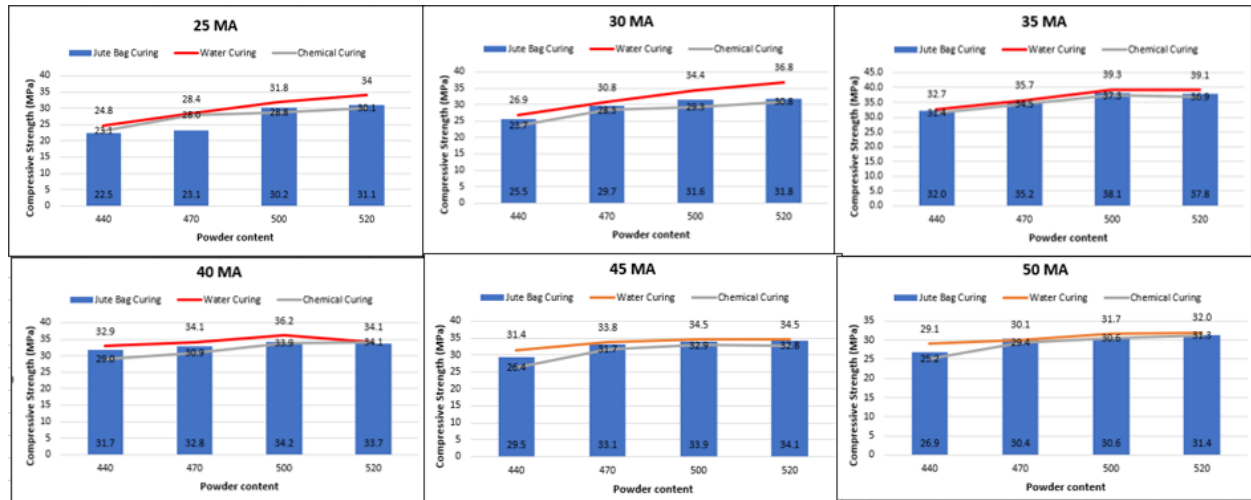 25 MA
Jute Bag Curing Water Curing Chemical Curing
Compressive Strength (MPa)
40
35
30
25
20
15
10
5
0
24.8 28.4 31.8 34
23.1 28.0 28.8 30.1
22.5 23.1 30.2 31.1
440 470 500 520
Powder content
30 MA
Jute Bag Curing Water Curing Chemical Curing
Compressive Strength (MPa)
40
35
30
25
20
15
10
5
0
26.9 30.8 34.4 36.8
23.7 28.3 29.3 30.8
25.5 29.7 31.6 31.8
440 470 500 520
Powder content
35 MA
Jute Bag Curing Water Curing Chemical Curing
Compressive Strength (MPa)
45.0
40.0
35.0
30.0
25.0
20.0
15.0
10.0
5.0
0.0
32.7 35.7 39.3 39.1
31.4 34.5 37.3 36.9
32.0 35.2 38.1 37.8
440 470 500 520
Powder content
40 MA
Jute Bag Curing Water Curing Chemical Curing
Compressive Strength (MPa)
40
35
30
25
20
15
10
5
0
32.9 34.1 36.2 34.1
29.0 30.9 33.9 34.1
31.7 32.8 34.2 33.7
440 470 500 520
Powder content
45 MA
Jute Bag Curing Water Curing Chemical Curing
Compressive Strength (MPa)
40
35
30
25
20
15
10
5
0
31.4 33.8 34.5 34.5
26.4 31.7 32.9 32.8
29.5 33.1 33.9 34.1
440 470 500 520
Powder content
50 MA
Jute Bag Curing Water Curing Chemical Curing
Compressive Strength (MPa)
35
30
25
20
15
10
5
0
29.1 30.1 31.7 32.0
25.2 29.4 30.6 31.3
26.9 30.4 30.6 31.4
440 470 500 520
Powder content